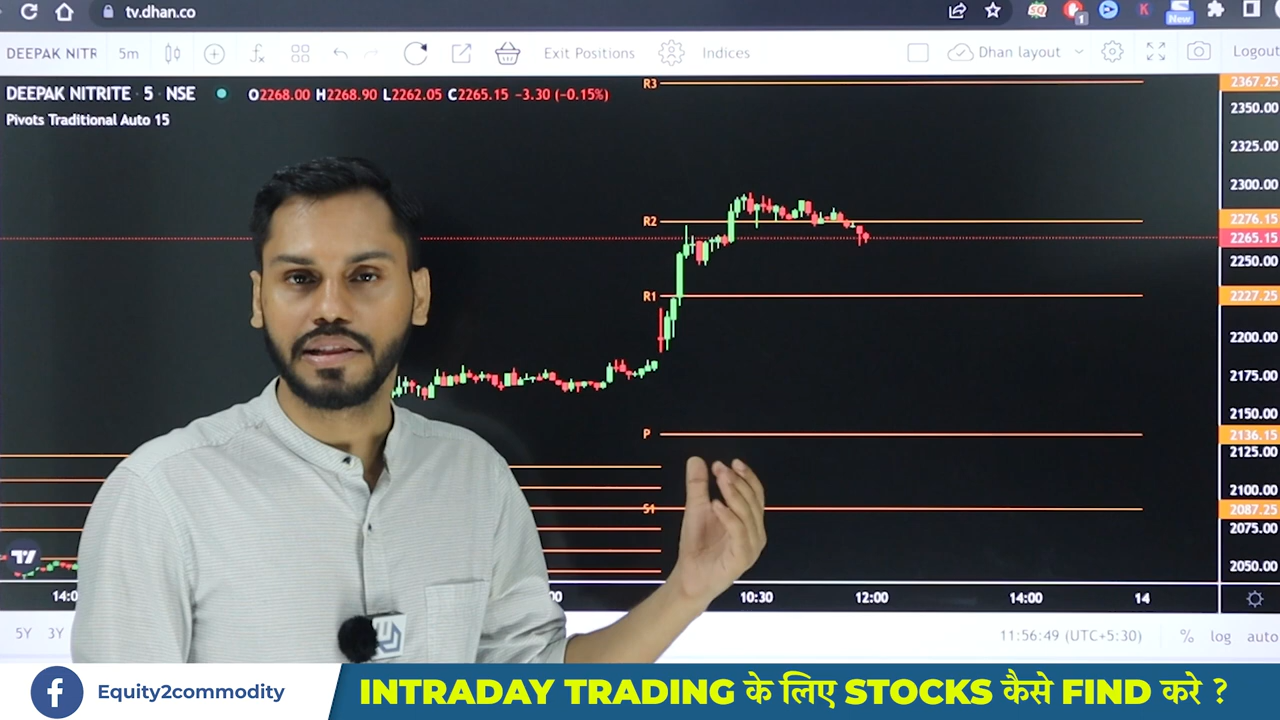 tv.dhan.co
SQ
1
K
New
DEEPAK NITR
5m
fx
Exit Positions
Indices
Dhan layout
Logout
DEEPAK NITRITE · 5 · NSE
O2268.00 H2268.90 L2262.05 C2265.15 −3.30 (−0.15%)
Pivots Traditional Auto 15
R3
2367.25
2350.00
2325.00
2300.00
R2
2276.15
2265.15
2250.00
R1
2227.25
2200.00
2175.00
2150.00
P
2136.15
2125.00
2100.00
S1
2087.25
2075.00
2050.00
10:30
12:00
14:00
14
5Y
3Y
11:56:49 (UTC+5:30)
%
log
auto
Equity2commodity
INTRADAY TRADING के लिए STOCKS कैसे FIND करे ?